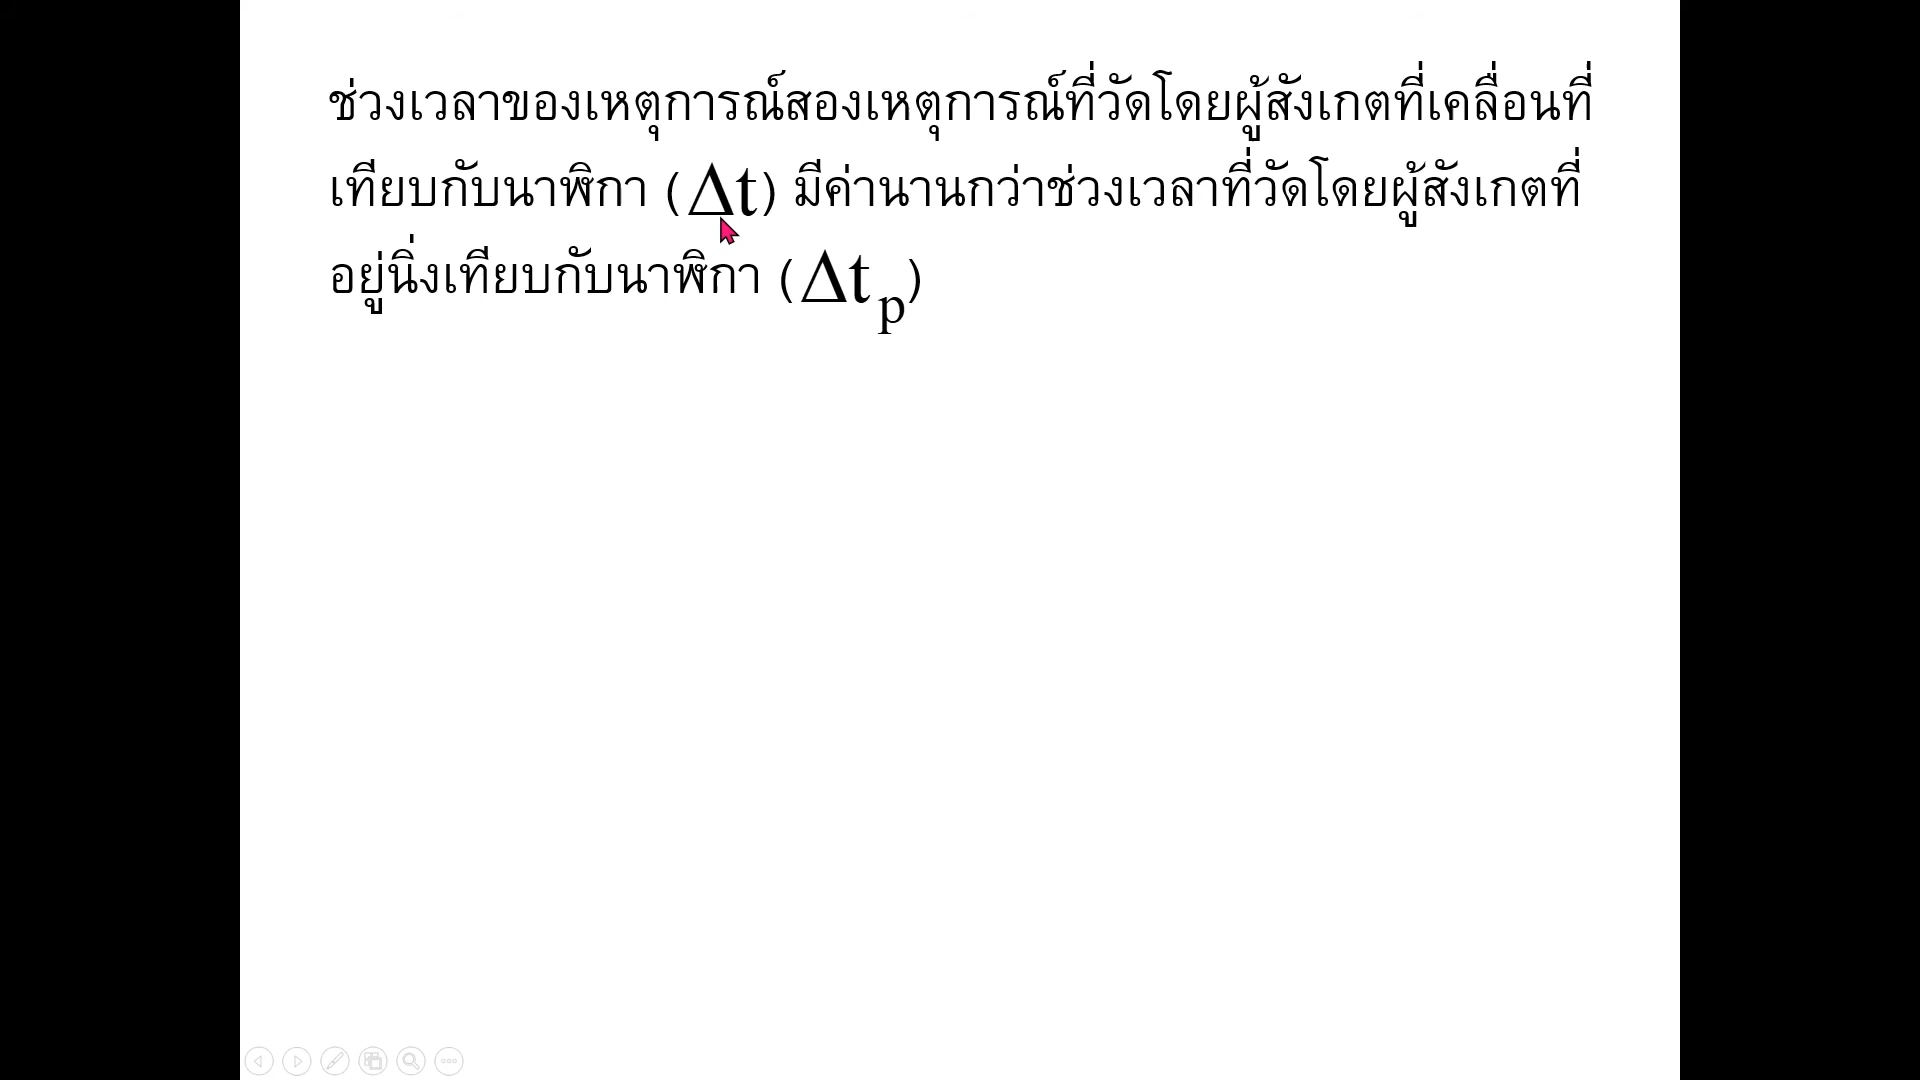 ช่วงเวลาของเหตุการณ์สองเหตุการณ์ที่วัดโดยผู้สังเกตที่เคลื่อนที่
เทียบกับนาฬิกา (Δt) มีค่านานกว่าช่วงเวลาที่วัดโดยผู้สังเกตที่
อยู่นิ่งเทียบกับนาฬิกา (Δtₚ)